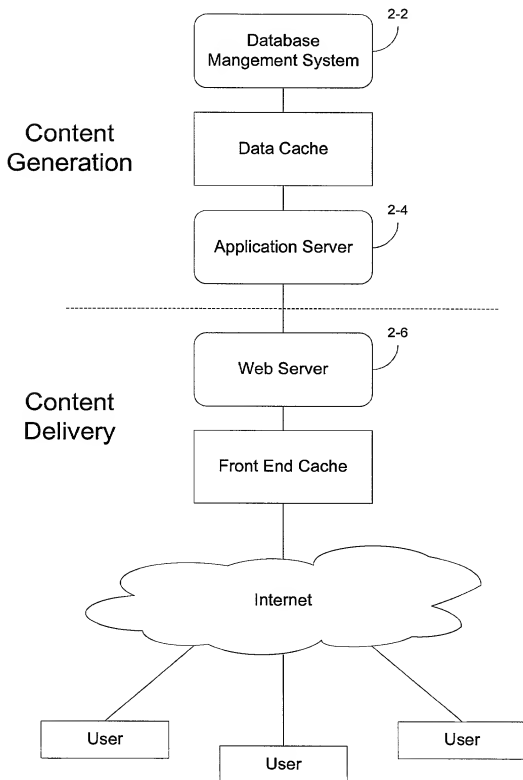 2-2
Database
Mangement System
Content
Generation
Data Cache
2-4
Application Server
2-6
Web Server
Content
Delivery
Front End Cache
Internet
User
User
User